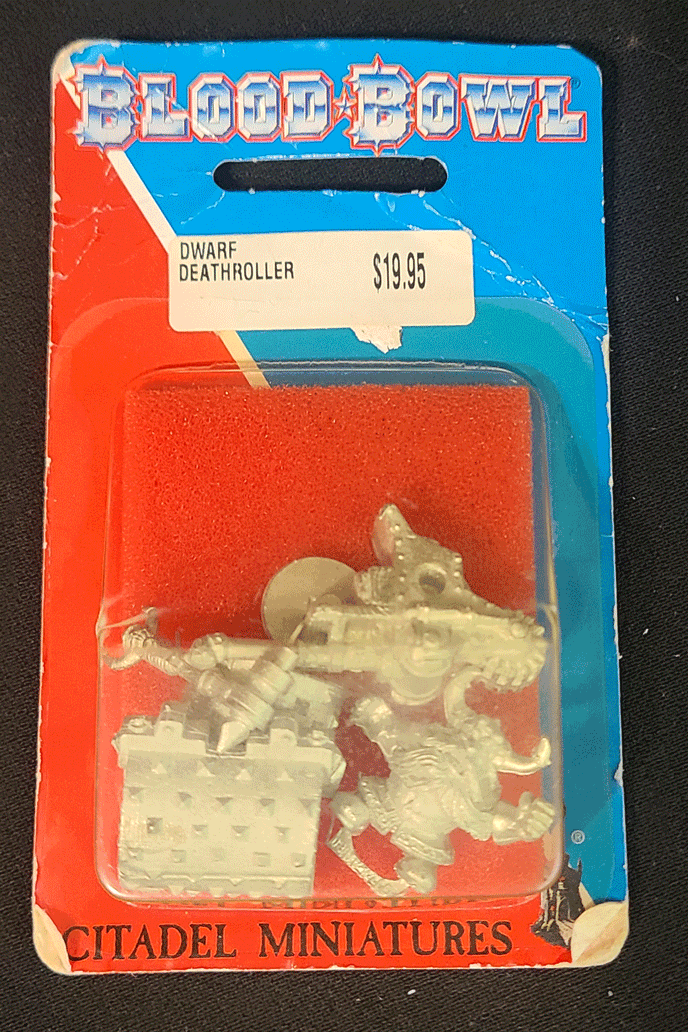 BLOOD BOWL®
DWARF
DEATHROLLER
$19.95
®
CITADEL MINIATURES